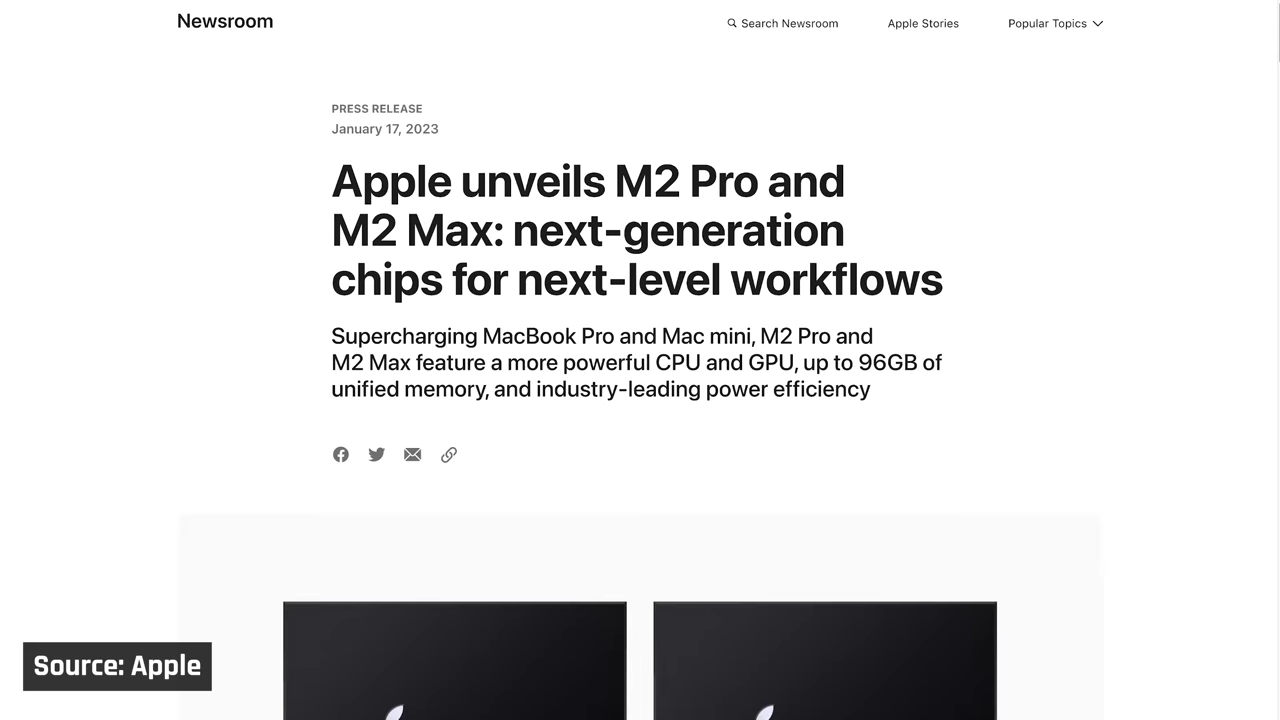 Newsroom
Search Newsroom
Apple Stories
Popular Topics
PRESS RELEASE
January 17, 2023
Apple unveils M2 Pro and
M2 Max: next-generation
chips for next-level workflows
Supercharging MacBook Pro and Mac mini, M2 Pro and
M2 Max feature a more powerful CPU and GPU, up to 96GB of
unified memory, and industry-leading power efficiency
Source: Apple